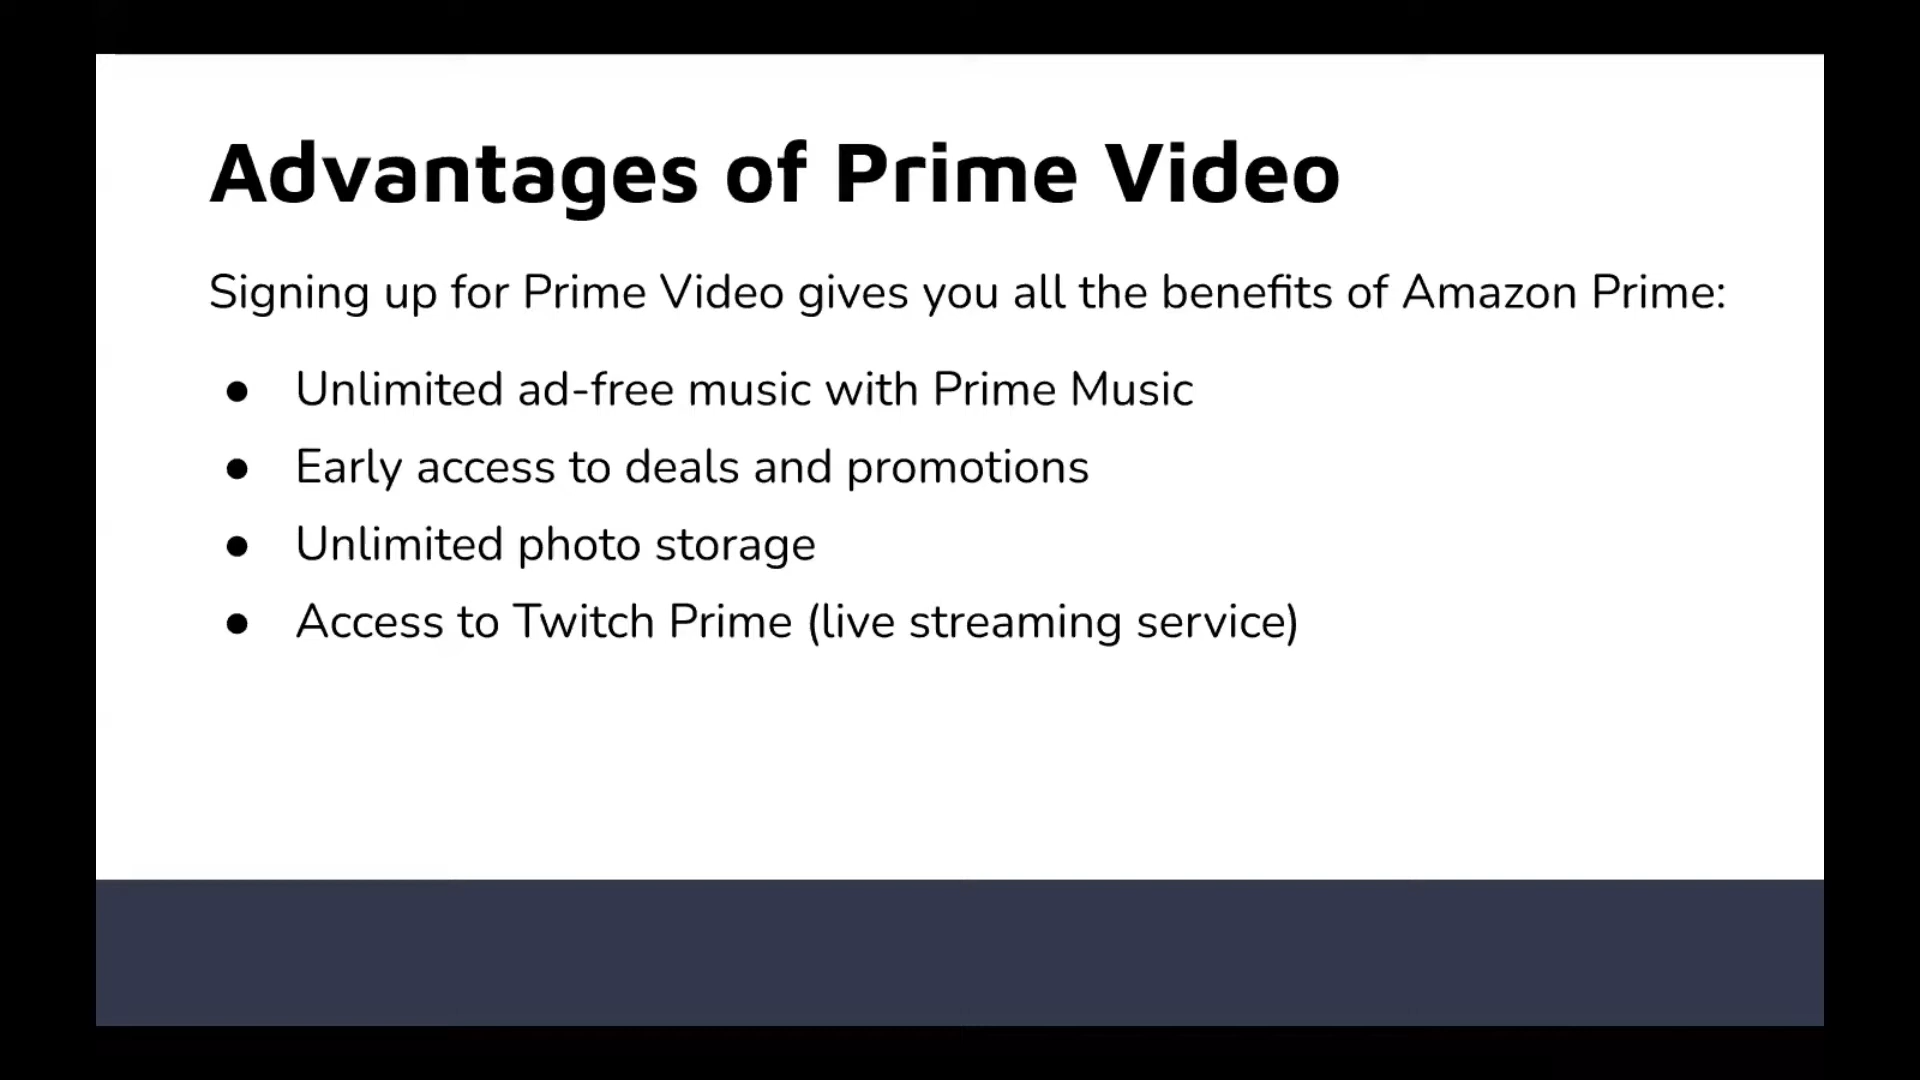 Advantages of Prime Video
Signing up for Prime Video gives you all the benefits of Amazon Prime:
● Unlimited ad-free music with Prime Music
● Early access to deals and promotions
● Unlimited photo storage
● Access to Twitch Prime (live streaming service)